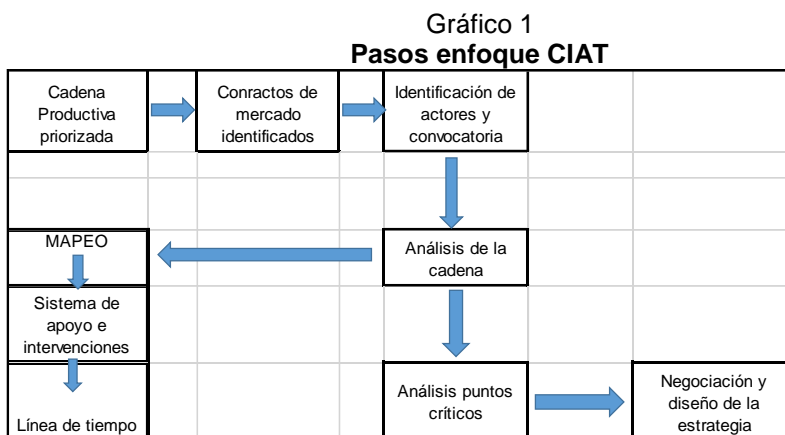 Gráfico 1
Pasos enfoque CIAT
Cadena
Productiva
priorizada
Conractos de
mercado
identificados
Identificación de
actores y
convocatoria
MAPEO
Análisis de la
cadena
Sistema de
apoyo e
intervenciones
Línea de tiempo
Análisis puntos
críticos
Negociación y
diseño de la
estrategia